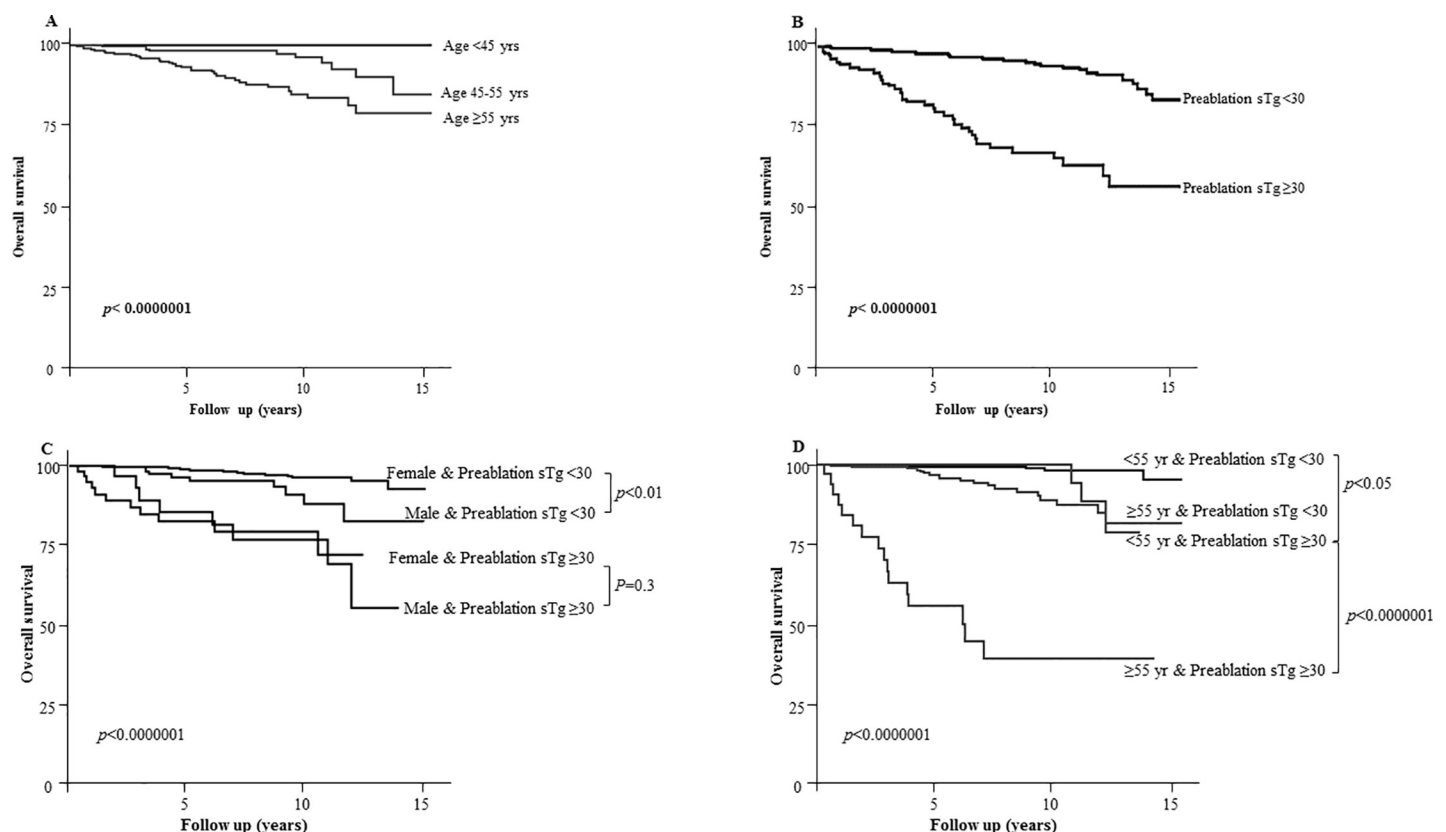 A
100
75
50
25
0
5
10
15
Overall survival
Follow up (years)
Age <45 yrs
Age 45-55 yrs
Age ≥55 yrs
p< 0.0000001
B
100
75
50
25
0
5
10
15
Overall survival
Follow up (years)
Preablation sTg <30
Preablation sTg ≥30
p< 0.0000001
C
100
75
50
25
0
5
10
15
Overall survival
Follow up (years)
Female & Preablation sTg <30
p<0.01
Male & Preablation sTg <30
Female & Preablation sTg ≥30
P=0.3
Male & Preablation sTg ≥30
p<0.0000001
D
100
75
50
25
0
5
10
15
Overall survival
Follow up (years)
<55 yr & Preablation sTg <30
p<0.05
≥55 yr & Preablation sTg <30
<55 yr & Preablation sTg ≥30
p<0.0000001
≥55 yr & Preablation sTg ≥30
p<0.0000001